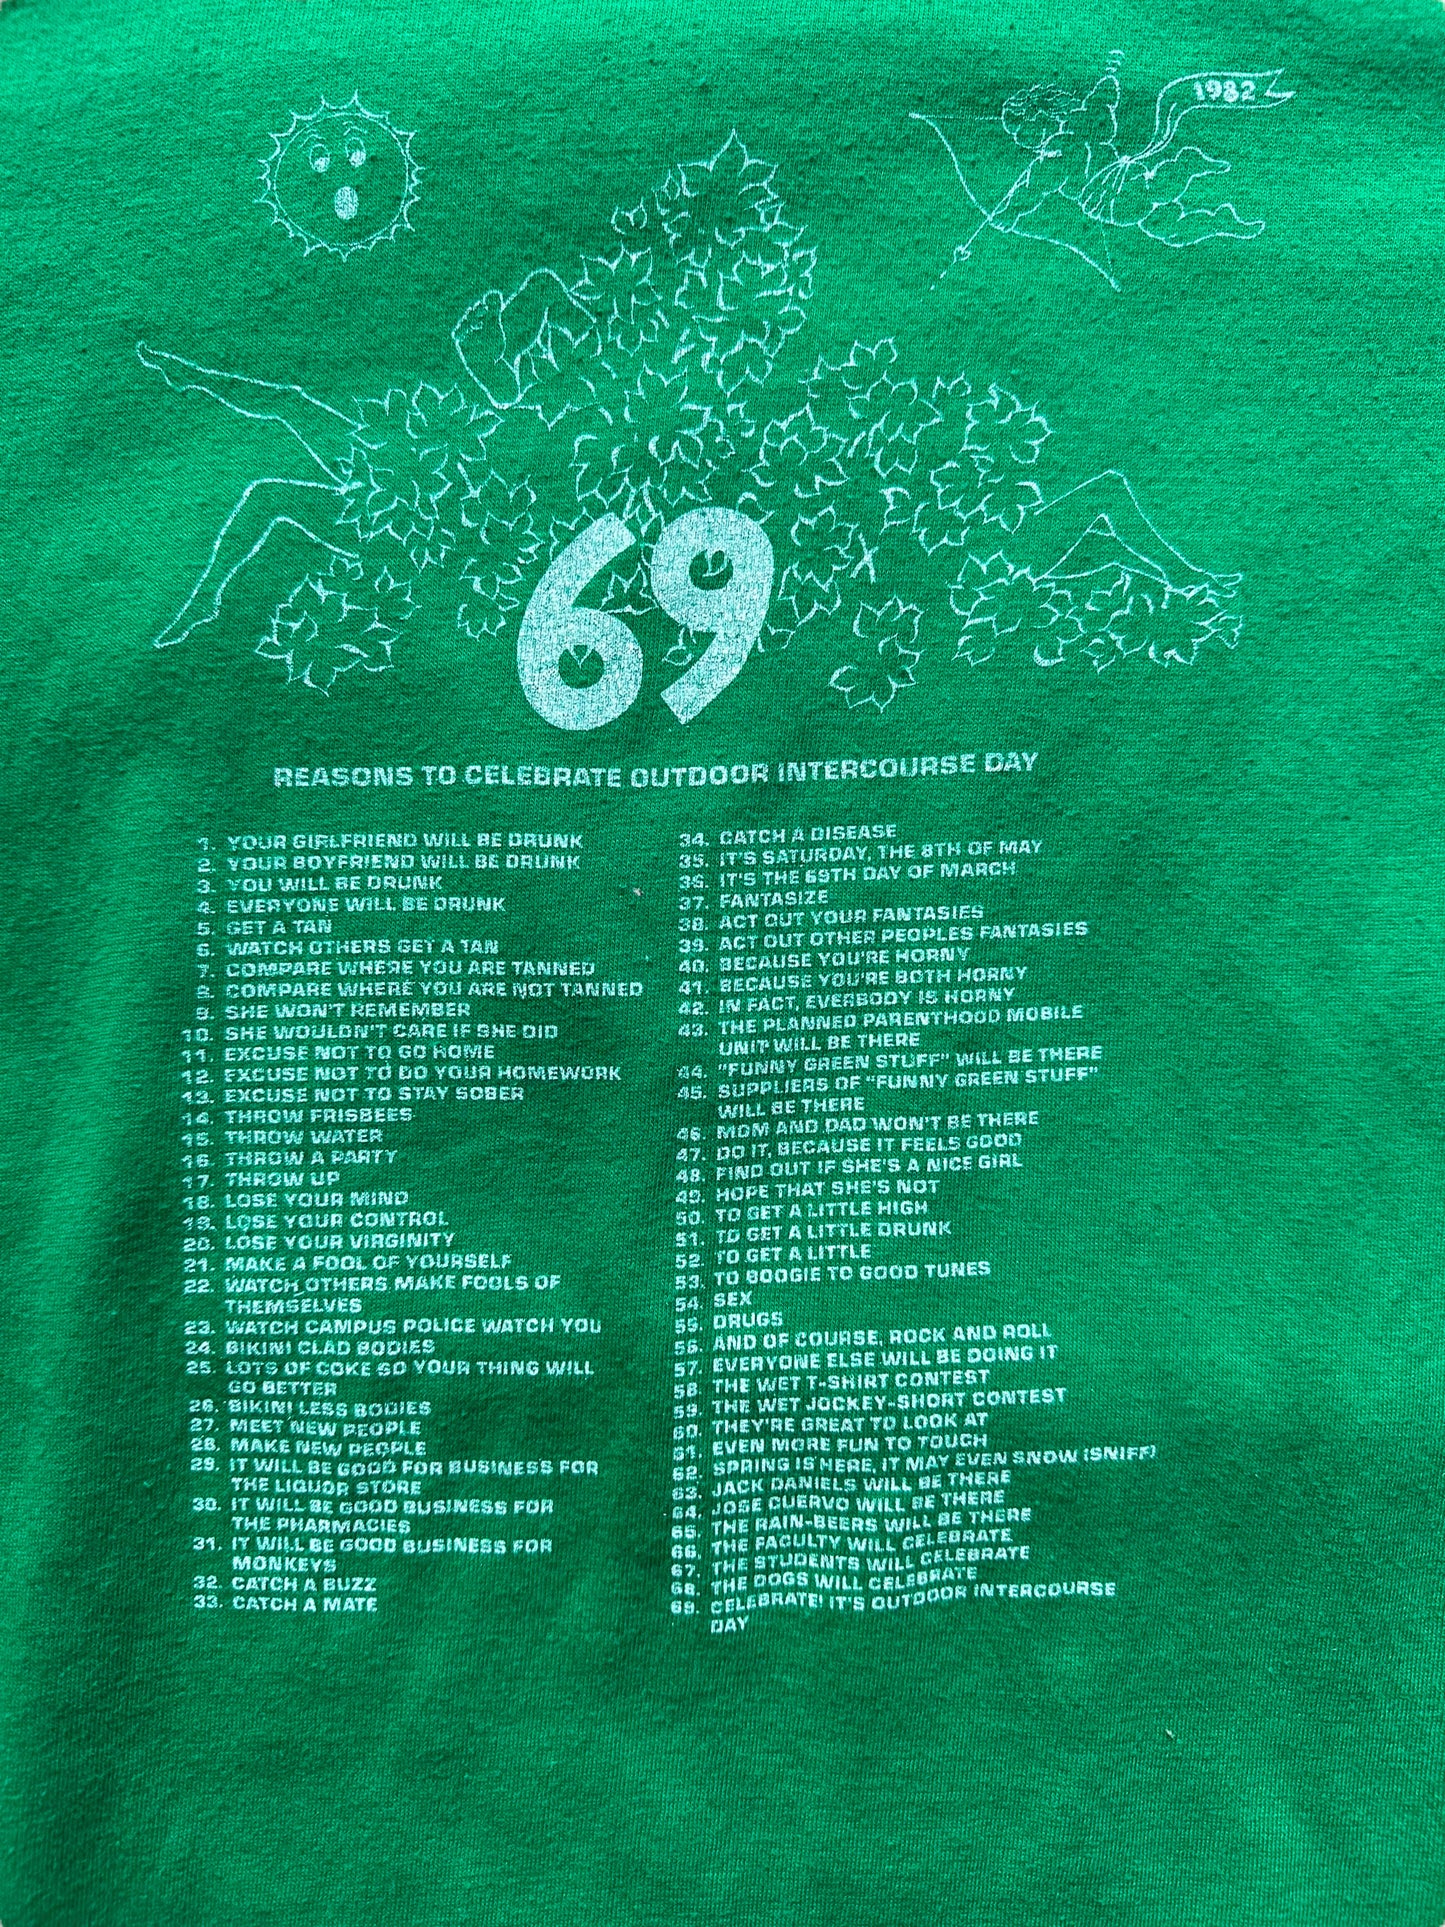 1982
69
REASONS TO CELEBRATE OUTDOOR INTERCOURSE DAY
1. YOUR GIRLFRIEND WILL BE DRUNK
2. YOUR BOYFRIEND WILL BE DRUNK
3. YOU WILL BE DRUNK
4. EVERYONE WILL BE DRUNK
5. GET A TAN
6. WATCH OTHERS GET A TAN
7. COMPARE WHERE YOU ARE TANNED
8. COMPARE WHERE YOU ARE NOT TANNED
9. SHE WON'T REMEMBER
10. SHE WOULDN'T CARE IF SHE DID
11. EXCUSE NOT TO GO HOME
12. EXCUSE NOT TO DO YOUR HOMEWORK
13. EXCUSE NOT TO STAY SOBER
14. THROW FRISBEES
15. THROW WATER
16. THROW A PARTY
17. THROW UP
18. LOSE YOUR MIND
19. LOSE YOUR CONTROL
20. LOSE YOUR VIRGINITY
21. MAKE A FOOL OF YOURSELF
22. WATCH OTHERS MAKE FOOLS OF
THEMSELVES
23. WATCH CAMPUS POLICE WATCH YOU
24. BIKINI CLAD BODIES
25. LOTS OF COKE SO YOUR THING WILL
GO BETTER
26. BIKINI LESS BODIES
27. MEET NEW PEOPLE
28. MAKE NEW PEOPLE
29. IT WILL BE GOOD FOR BUSINESS FOR
THE LIQUOR STORE
30. IT WILL BE GOOD BUSINESS FOR
THE PHARMACIES
31. IT WILL BE GOOD BUSINESS FOR
MONKEYS
32. CATCH A BUZZ
33. CATCH A MATE
34. CATCH A DISEASE
35. IT'S SATURDAY, THE 8TH OF MAY
36. IT'S THE 69TH DAY OF MARCH
37. FANTASIZE
38. ACT OUT YOUR FANTASIES
39. ACT OUT OTHER PEOPLES FANTASIES
40. BECAUSE YOU'RE HORNY
41. BECAUSE YOU'RE BOTH HORNY
42. IN FACT, EVERBODY IS HORNY
43. THE PLANNED PARENTHOOD MOBILE
UNIT WILL BE THERE
44. "FUNNY GREEN STUFF" WILL BE THERE
45. SUPPLIERS OF "FUNNY GREEN STUFF"
WILL BE THERE
46. MOM AND DAD WON'T BE THERE
47. DO IT, BECAUSE IT FEELS GOOD
48. FIND OUT IF SHE'S A NICE GIRL
49. HOPE THAT SHE'S NOT
50. TO GET A LITTLE HIGH
51. TO GET A LITTLE DRUNK
52. TO GET A LITTLE
53. TO BOOGIE TO GOOD TUNES
54. SEX
55. DRUGS
56. AND OF COURSE, ROCK AND ROLL
57. EVERYONE ELSE WILL BE DOING IT
58. THE WET T-SHIRT CONTEST
59. THE WET JOCKEY-SHORT CONTEST
60. THEY'RE GREAT TO LOOK AT
61. EVEN MORE FUN TO TOUCH
62. SPRING IS HERE, IT MAY EVEN SNOW (SNIFF)
63. JACK DANIELS WILL BE THERE
64. JOSE CUERVO WILL BE THERE
65. THE RAIN-BEERS WILL BE THERE
66. THE FACULTY WILL CELEBRATE
67. THE STUDENTS WILL CELEBRATE
68. THE DOGS WILL CELEBRATE
69. CELEBRATE! IT'S OUTDOOR INTERCOURSE
DAY